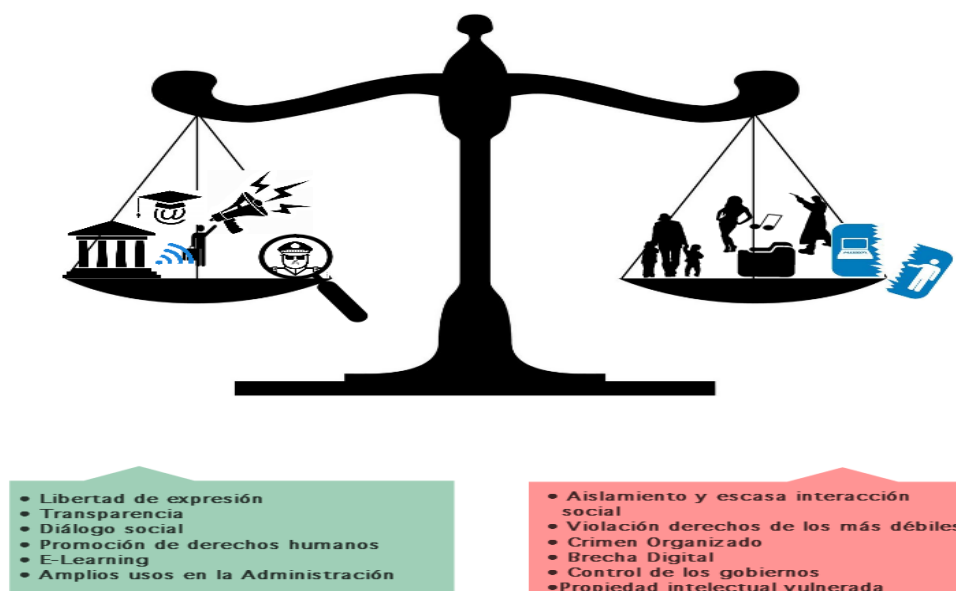 @
• Libertad de expresión
• Transparencia
• Diálogo social
• Promoción de derechos humanos
• E-Learning
• Amplios usos en la Administración
• Aislamiento y escasa interacción
social
• Violación derechos de los más débiles
• Crimen Organizado
• Brecha Digital
• Control de los gobiernos
•Propiedad intelectual vulnerada